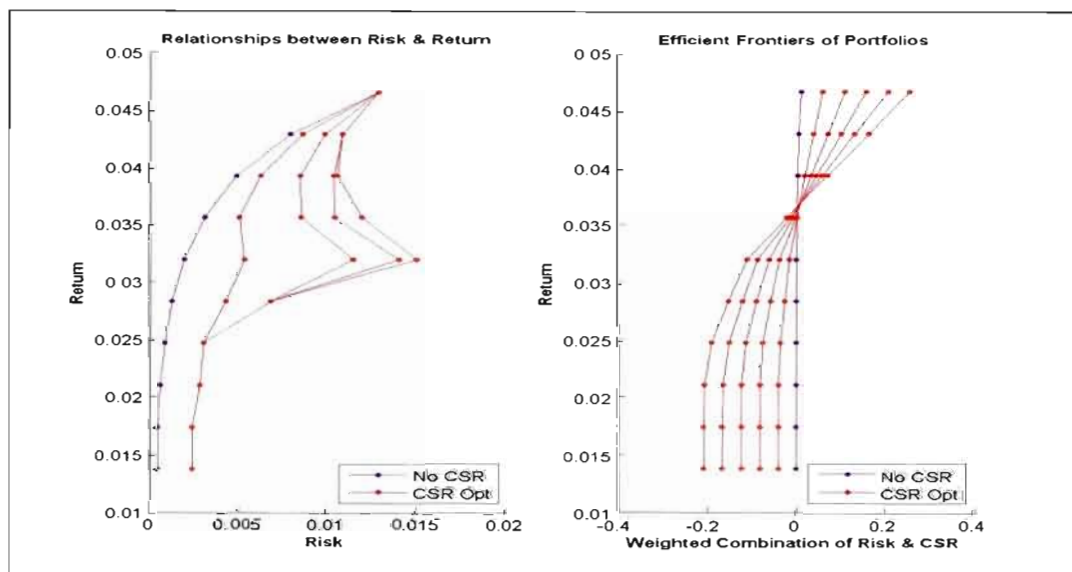 Relationships between Risk & Return
0.05
0.045
0.04
0.035
0.03
0.025
0.02
0.015
0.01
0
0.005
0.01
0.015
0.02
Return
Risk
No CSR
CSR Opt
Efficient Frontiers of Portfolios
0.05
0.045
0.04
0.035
0.03
0.025
0.02
0.015
0.01
-0.4
-0.2
0
0.2
0.4
Return
Weighted Combination of Risk & CSR
No CSR
CSR Opt